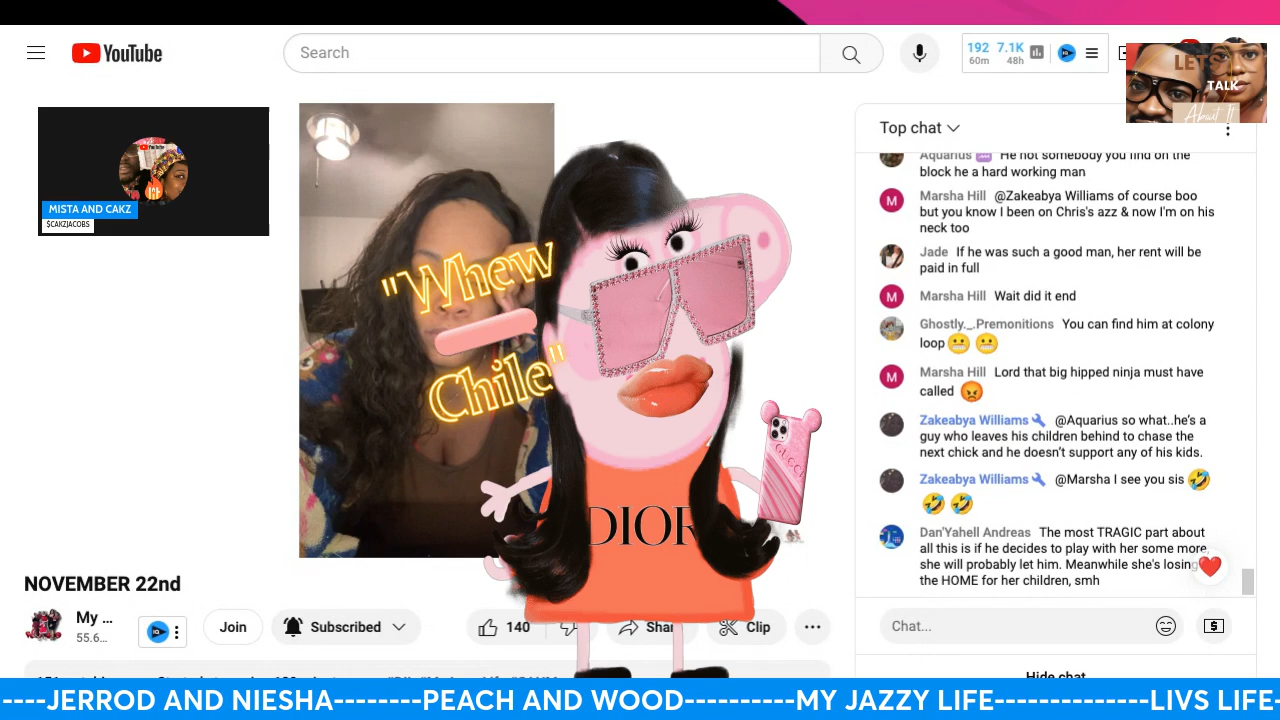 YouTube
Search
192 7.1K
60m 48h
LETS
TALK
About It
MISTA AND CAKZ
$CAKZJACOBS
"Whew
Chile"
DIOR
GUCCI
NOVEMBER 22nd
My ...
55.6...
Join
Subscribed
140
Shar
Clip
Top chat
Aquarius He not somebody you find on the
block he a hard working man
Marsha Hill @Zakeabya Williams of course boo
but you know I been on Chris's azz & now I'm on his
neck too
Jade If he was such a good man, her rent will be
paid in full
Marsha Hill Wait did it end
Ghostly._.Premonitions You can find him at colony
loop😬 😬
Marsha Hill Lord that big hipped ninja must have
called 😡
Zakeabya Williams @Aquarius so what..he's a
guy who leaves his children behind to chase the
next chick and he doesn't support any of his kids.
Zakeabya Williams @Marsha I see you sis 🤣
🤣 🤣
Dan'Yahell Andreas The most TRAGIC part about
all this is if he decides to play with her some more,
she will probably let him. Meanwhile she's losing
the HOME for her children, smh
Chat...
Hide chat
----JERROD AND NIESHA--------PEACH AND WOOD----------MY JAZZY LIFE--------------LIVS LIFE-